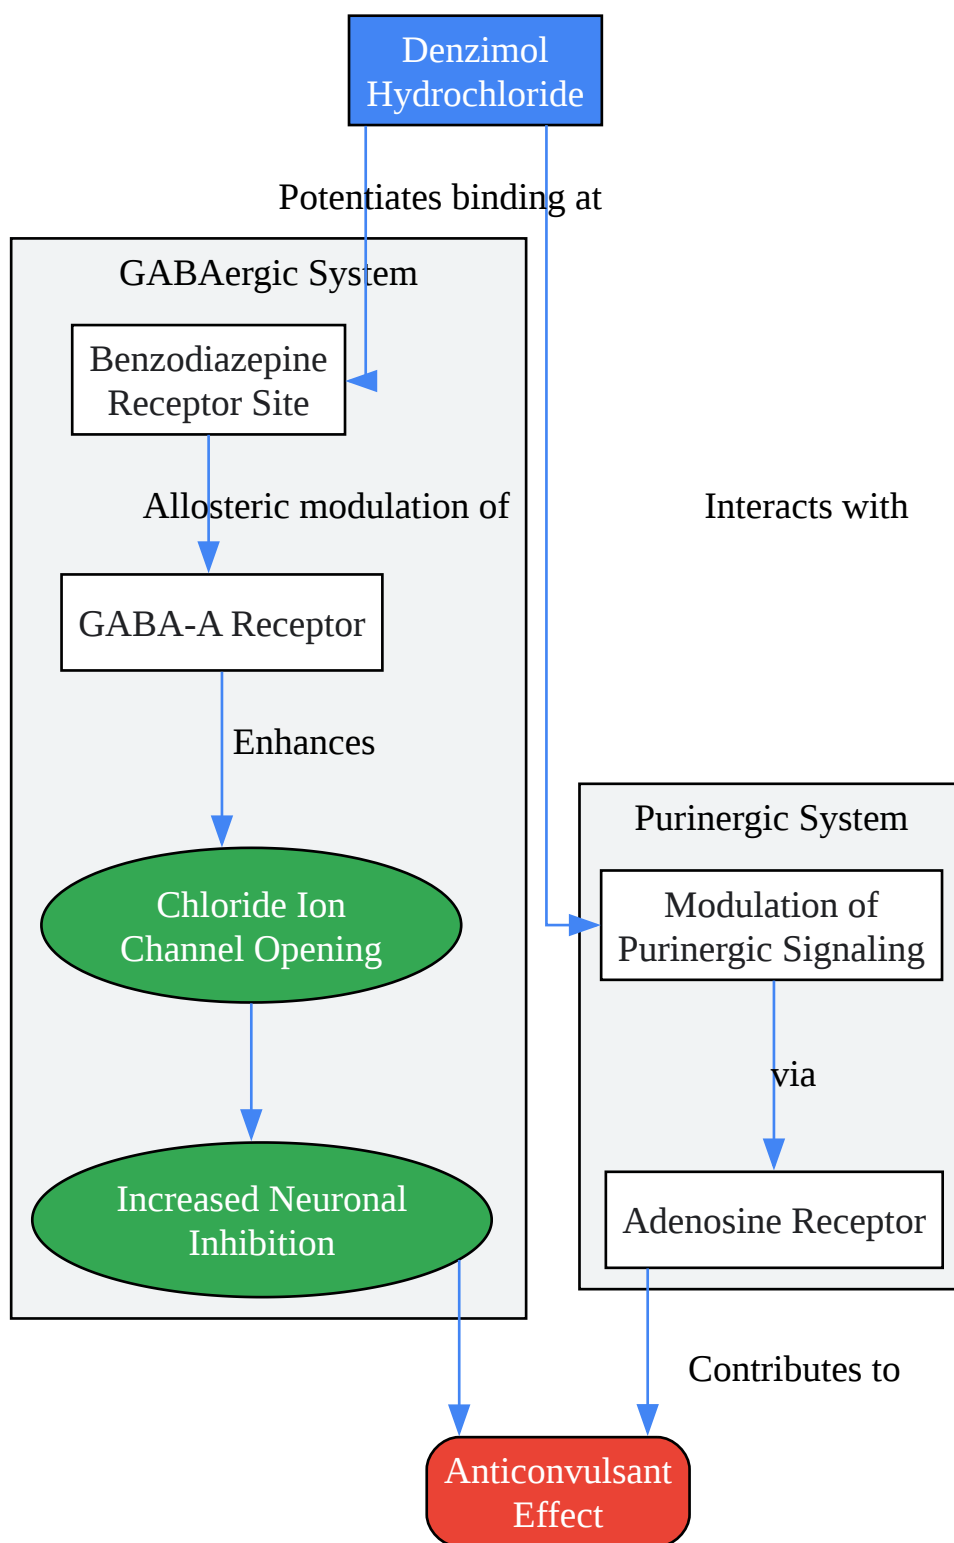 Denzimol
Hydrochloride
Potentiates binding at
GABAergic System
Benzodiazepine
Receptor Site
Allosteric modulation of
Interacts with
GABA-A Receptor
Enhances
Purinergic System
Chloride Ion
Channel Opening
Modulation of
Purinergic Signaling
via
Increased Neuronal
Inhibition
Adenosine Receptor
Contributes to
Anticonvulsant
Effect